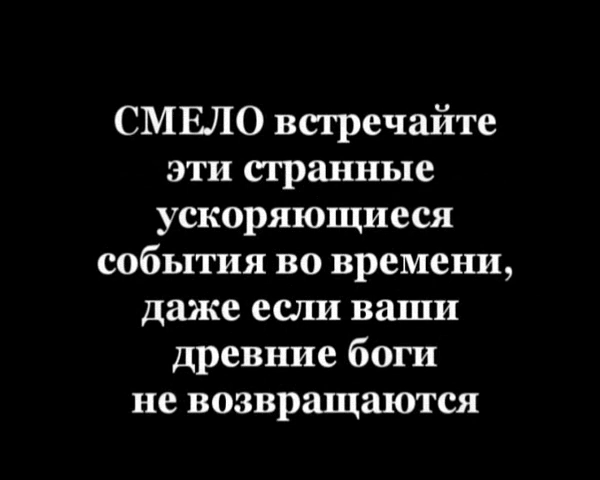 СМЕЛО встречайте
эти странные
ускоряющиеся
события во времени,
даже если ваши
древние боги
не возвращаются